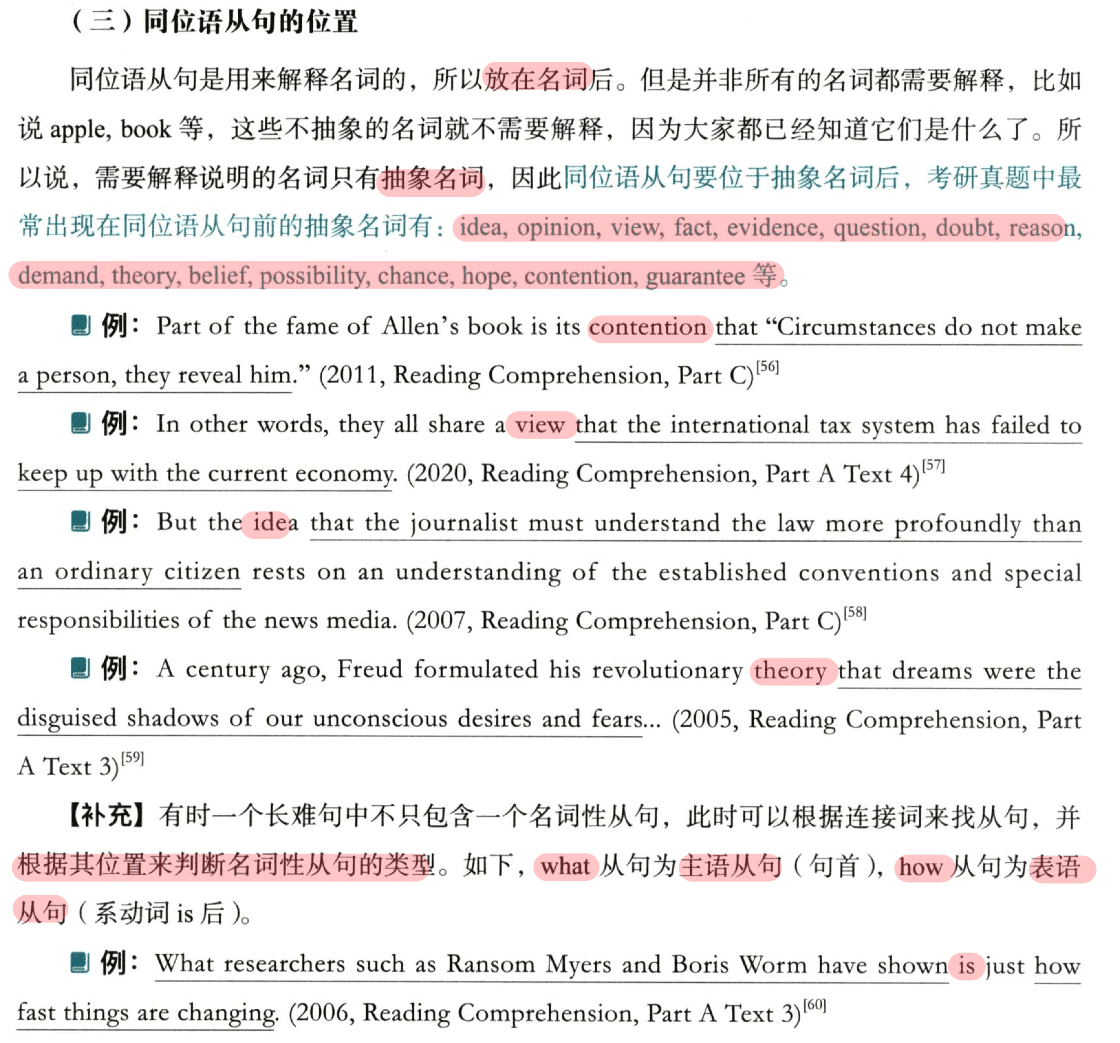 （三）同位语从句的位置
同位语从句是用来解释名词的，所以放在名词后。但是并非所有的名词都需要解释，比如
说 apple, book 等，这些不抽象的名词就不需要解释，因为大家都已经知道它们是什么了。所
以说，需要解释说明的名词只有抽象名词，因此同位语从句要位于抽象名词后，考研真题中最
常出现在同位语从句前的抽象名词有：idea, opinion, view, fact, evidence, question, doubt, reason,
demand, theory, belief, possibility, chance, hope, contention, guarantee 等。
例：Part of the fame of Allen's book is its contention that “Circumstances do not make
a person, they reveal him.” (2011, Reading Comprehension, Part C)[56]
例：In other words, they all share a view that the international tax system has failed to
keep up with the current economy. (2020, Reading Comprehension, Part A Text 4)[57]
例：But the idea that the journalist must understand the law more profoundly than
an ordinary citizen rests on an understanding of the established conventions and special
responsibilities of the news media. (2007, Reading Comprehension, Part C)[58]
例：A century ago, Freud formulated his revolutionary theory that dreams were the
disguised shadows of our unconscious desires and fears... (2005, Reading Comprehension, Part
A Text 3)[59]
【补充】有时一个长难句中不只包含一个名词性从句，此时可以根据连接词来找从句，并
根据其位置来判断名词性从句的类型。如下，what 从句为主语从句（句首），how 从句为表语
从句（系动词 is 后）。
例：What researchers such as Ransom Myers and Boris Worm have shown is just how
fast things are changing. (2006, Reading Comprehension, Part A Text 3)[60]